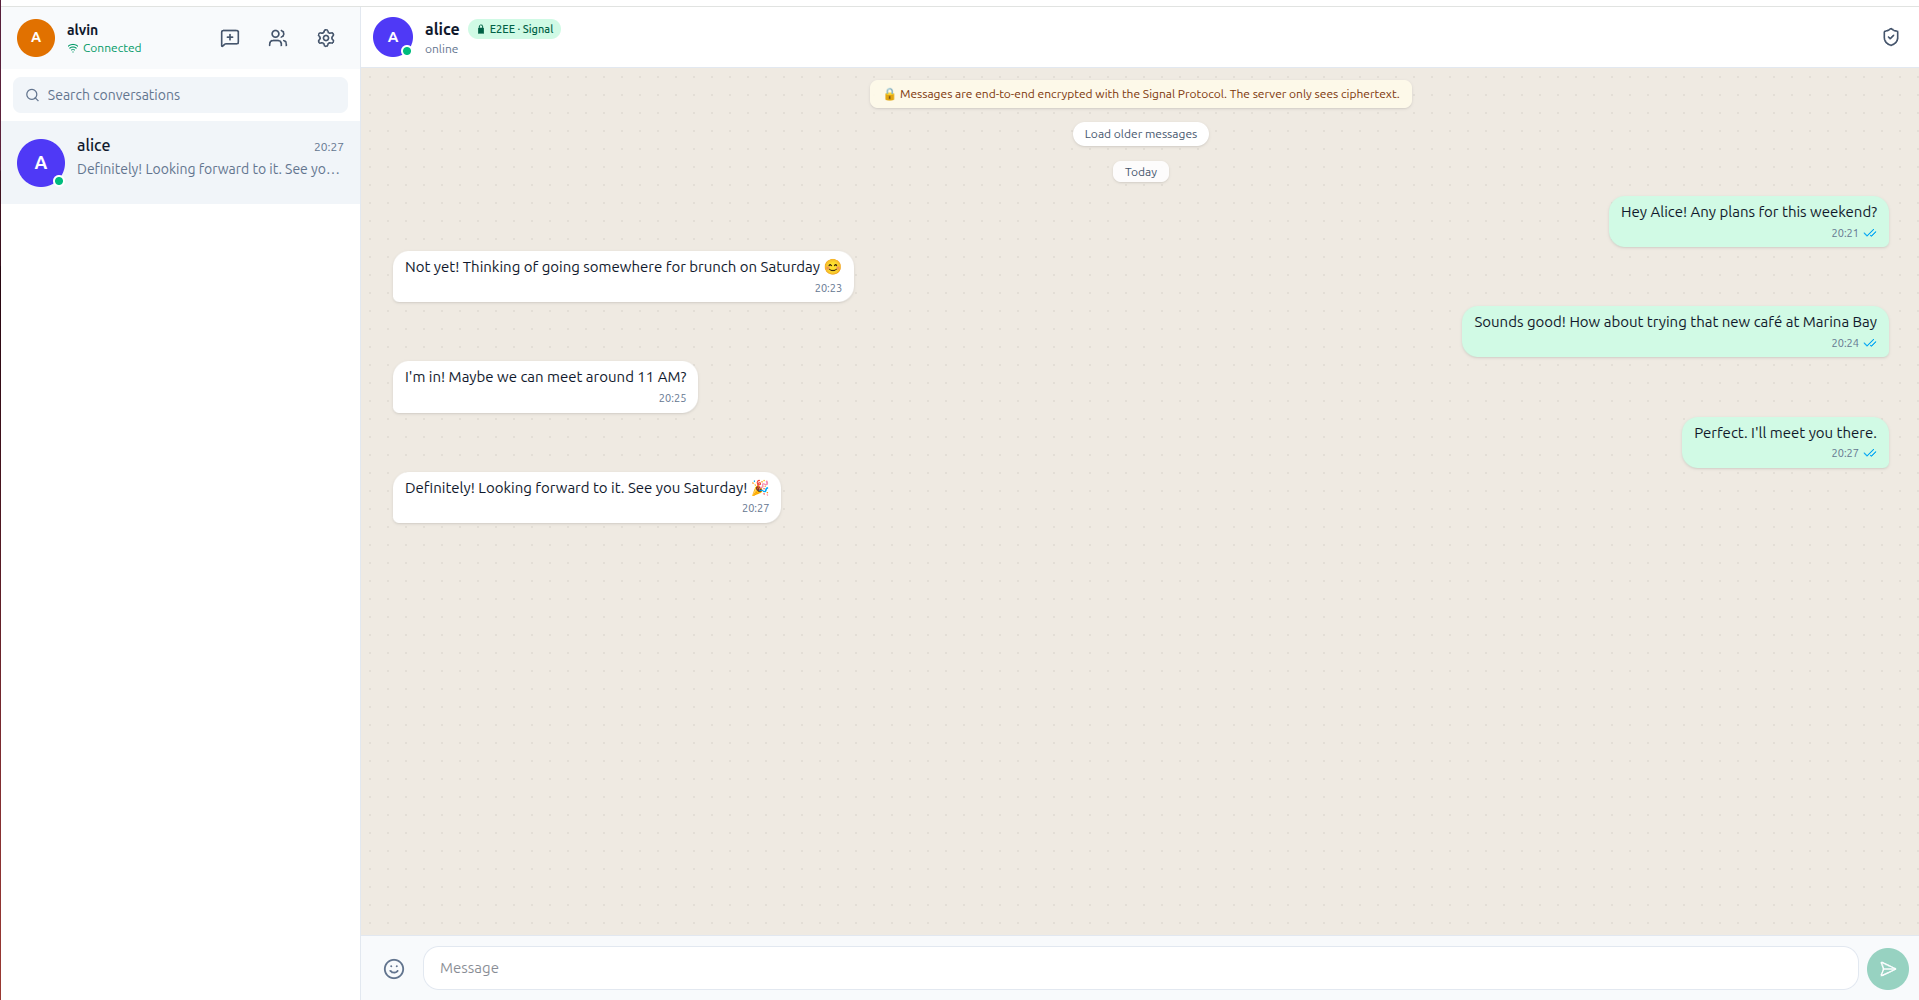 A
alvin
Connected
Search conversations
A
alice
20:27
Definitely! Looking forward to it. See yo...
A
alice
E2EE · Signal
online
🔒 Messages are end-to-end encrypted with the Signal Protocol. The server only sees ciphertext.
Load older messages
Today
Hey Alice! Any plans for this weekend?
20:21
Not yet! Thinking of going somewhere for brunch on Saturday 😊
20:23
Sounds good! How about trying that new café at Marina Bay
20:24
I'm in! Maybe we can meet around 11 AM?
20:25
Perfect. I'll meet you there.
20:27
Definitely! Looking forward to it. See you Saturday! 🎉
20:27
Message